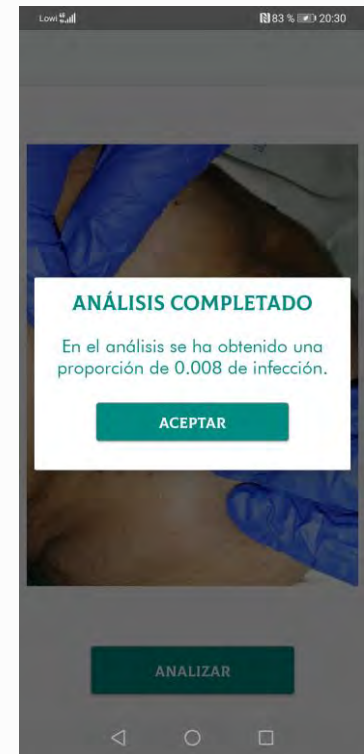 Lowi 83 % 20:30
ANÁLISIS COMPLETADO
En el análisis se ha obtenido una
proporción de 0.008 de infección.
ACEPTAR
ANALIZAR